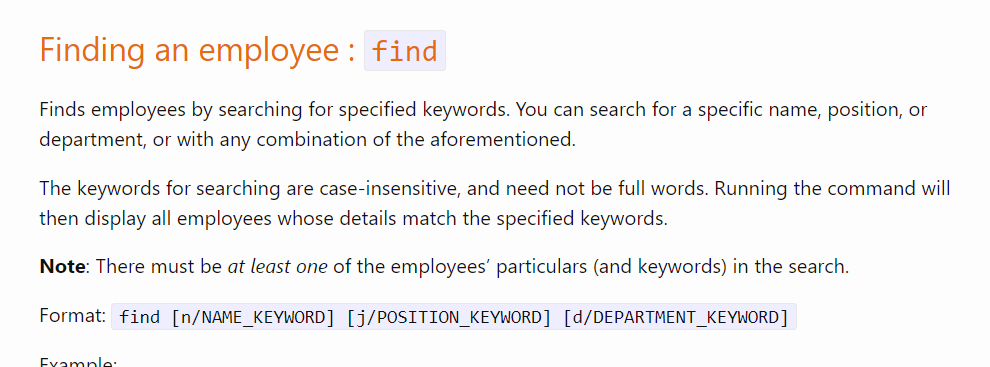 Finding an employee : find
Finds employees by searching for specified keywords. You can search for a specific name, position, or
department, or with any combination of the aforementioned.
The keywords for searching are case-insensitive, and need not be full words. Running the command will
then display all employees whose details match the specified keywords.
Note: There must be at least one of the employees’ particulars (and keywords) in the search.
Format: find [n/NAME_KEYWORD] [j/POSITION_KEYWORD] [d/DEPARTMENT_KEYWORD]
Example: